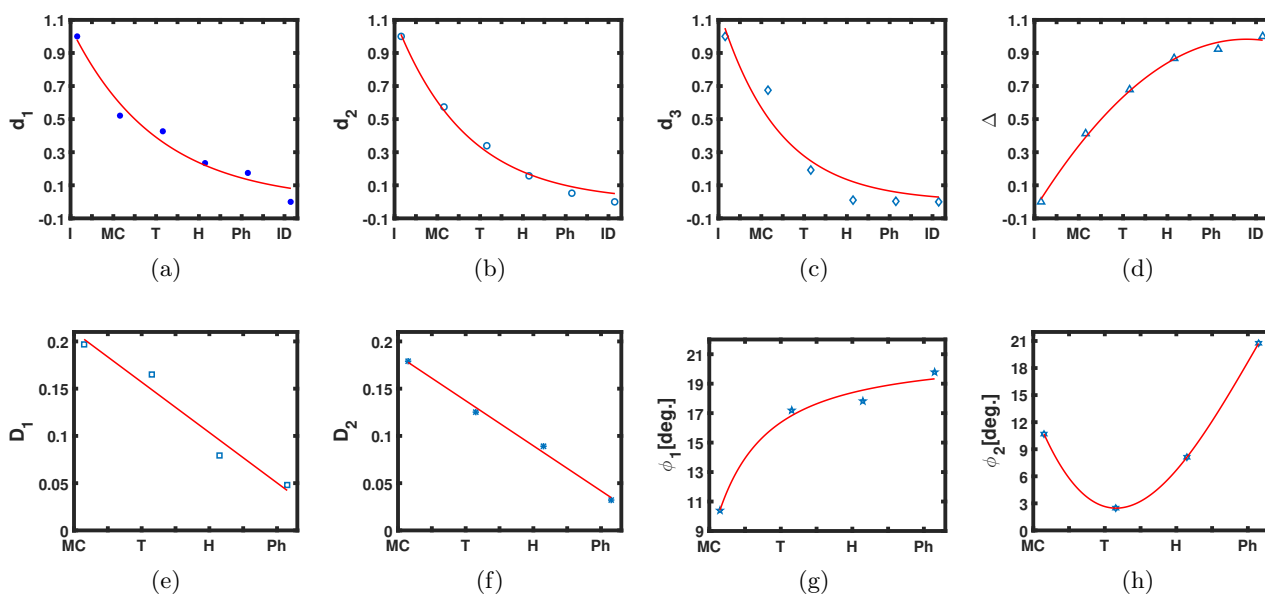 1.1 1.1 1.1 1.1
0.9 0.9 0.9 0.9
0.7 0.7 0.7 0.7
d1 0.5 d2 0.5 d3 0.5 Δ 0.5
0.3 0.3 0.3 0.3
0.1 0.1 0.1 0.1
-0.1 -0.1 -0.1 -0.1
I MC T H Ph ID I MC T H Ph ID I MC T H Ph ID I MC T H Ph ID
(a) (b) (c) (d)
0.2 0.2 21 21
19 18
0.15 0.15 17 15
D1 0.1 D2 0.1 ϕ1[deg.] 15 ϕ2[deg.] 12
13 9
0.05 0.05 11 6
3
0 0 9 0
MC T H Ph MC T H Ph MC T H Ph MC T H Ph
(e) (f) (g) (h)